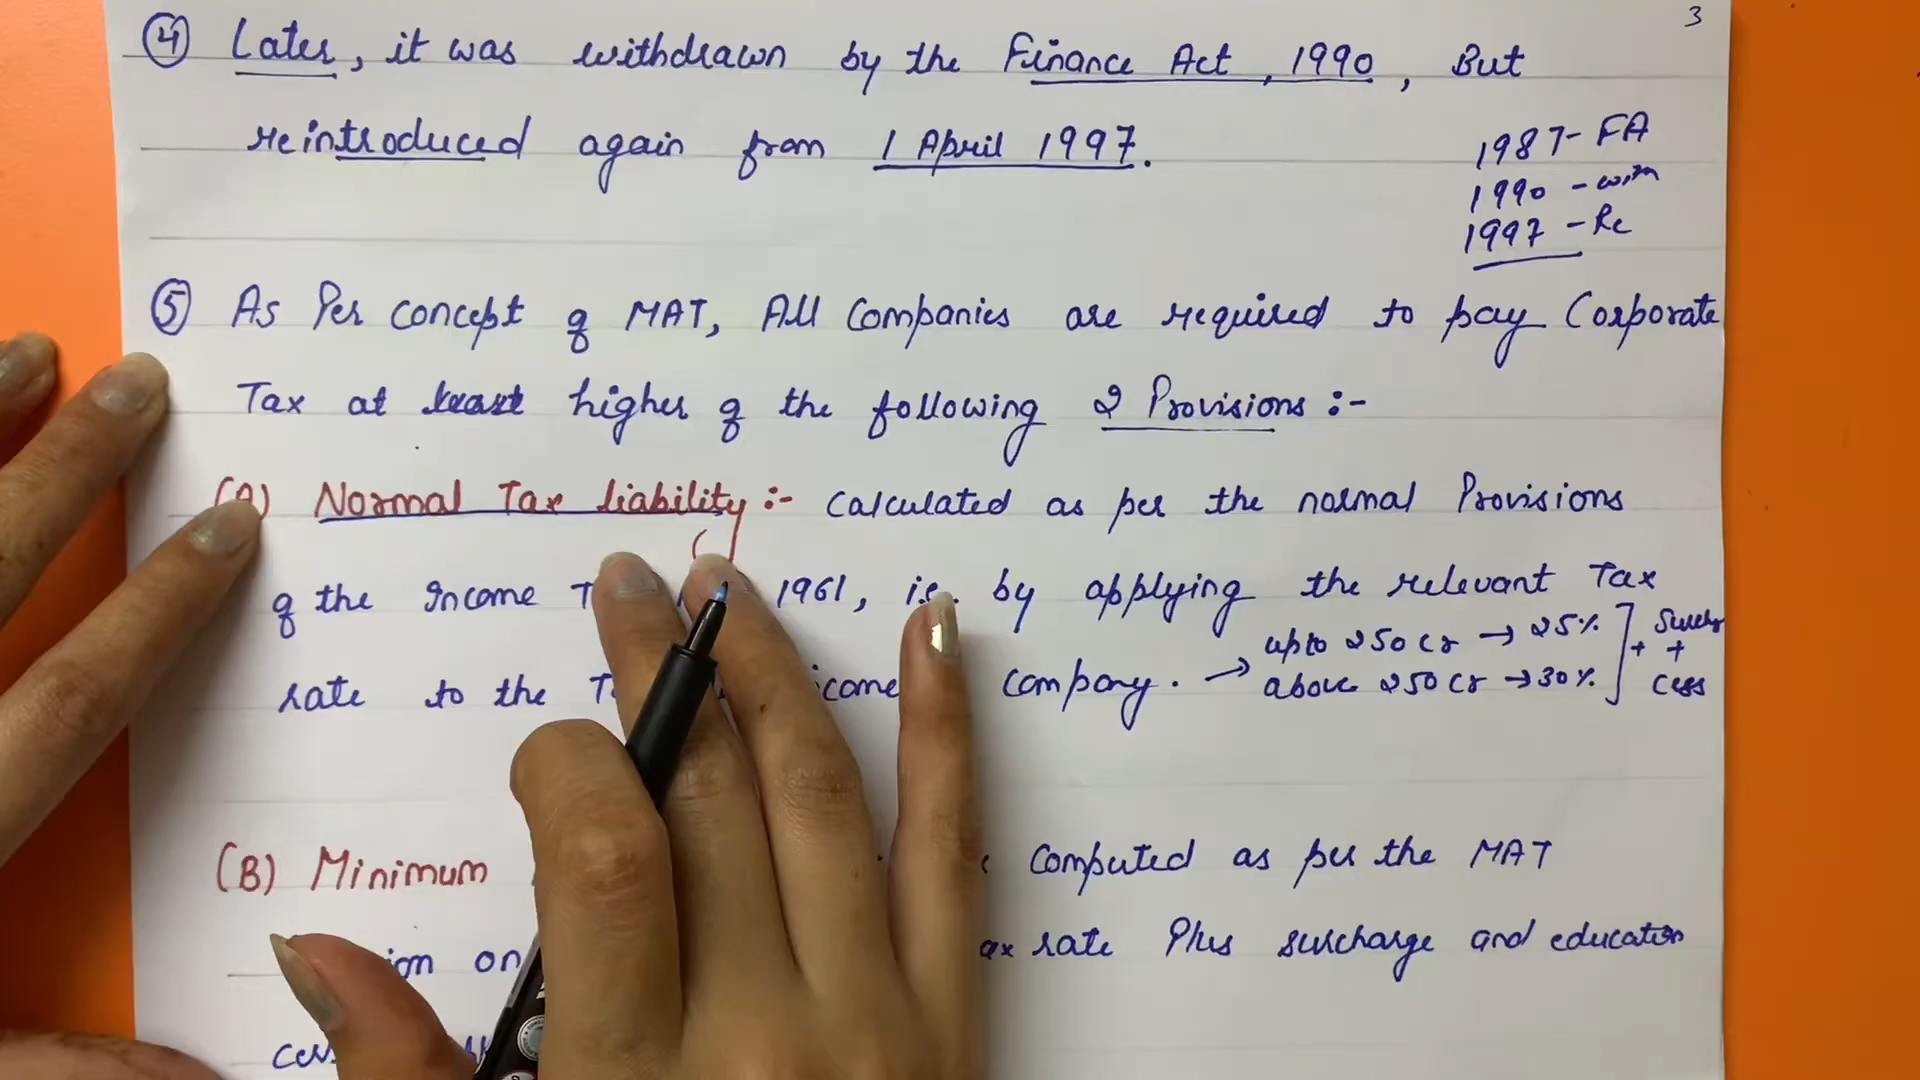 3
④ Later, it was withdrawn by the Finance Act, 1990, But
reintroduced again from 1 April 1997.
1987- FA
1990 - with
1997 - Re
⑤ As Per concept of MAT, All Companies are required to pay Corporate
Tax at least higher of the following 2 Provisions :-
(A) Normal Tax liability :- Calculated as per the normal Provisions
of the Income 1961, i.e. by applying the relevant Tax
rate to the company. → upto 250 cr → 25%
above 250 cr → 30% ] + Surchr + Cess
(B) Minimum Computed as per the MAT
on rate Plus surcharge and education